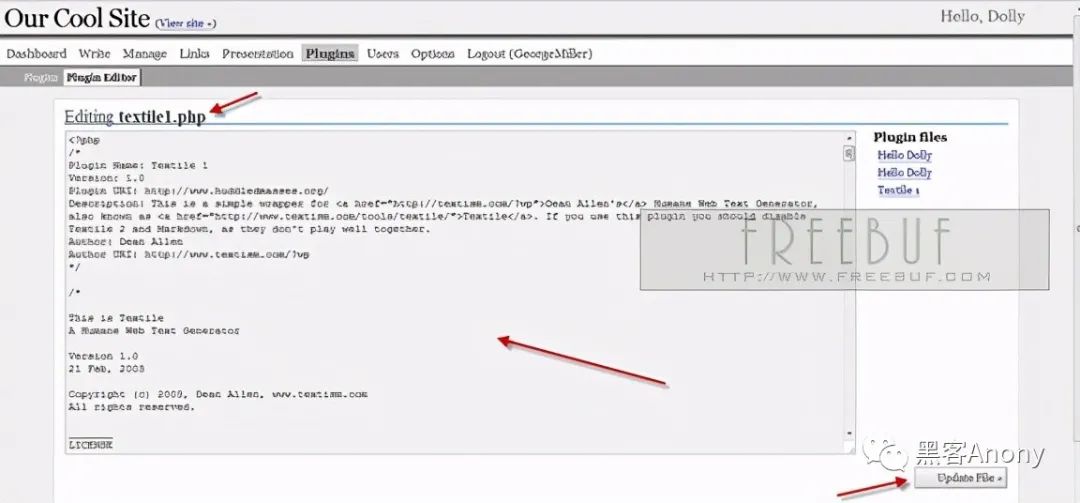 Our Cool Site (View site »)
Hello, Dolly
Dashboard Write Manage Links Presentation Plugins Users Options Logout (GeorgeMiller)
Plugins Plugin Editor
Editing textile1.php
<?php
/*
Plugin Name: Textile 1
Version: 1.0
Plugin URI: http://www.huddledmasses.org/
Description: This is a simple wrapper for <a href="http://textism.com/?wp">Dean Allen's</a> Humane Web Text Generator,
also known as <a href="http://www.textism.com/tools/textile/">Textile</a>. If you use this plugin you should disable
Textile 2 and Markdown, as they don't play well together.
Author: Dean Allen
Author URI: http://www.textism.com/?wp
*/
/*
This is Textile
A Humane Web Text Generator
Version 1.0
21 Feb, 2003
Copyright (c) 2003, Dean Allen, www.textism.com
All rights reserved.
LICENSE
Plugin files
Hello Dolly
Hello Dolly
Textile 1
FREEBUF
HTTP://WWW.FREEBUF.COM
黑客Anony
Update File »